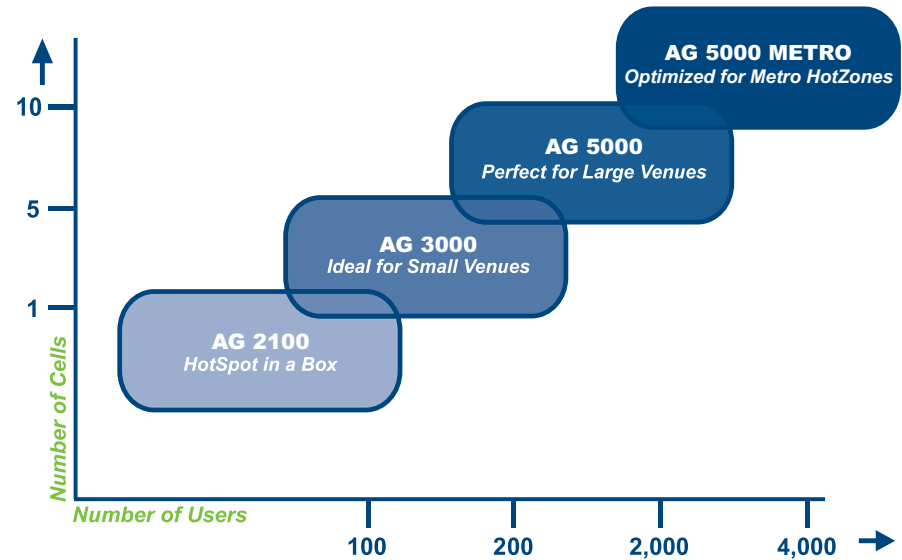 AG 5000 METRO
Optimized for Metro HotZones
10
AG 5000
Perfect for Large Venues
5
AG 3000
Ideal for Small Venues
1
AG 2100
HotSpot in a Box
Number of Cells
Number of Users
100
200
2,000
4,000